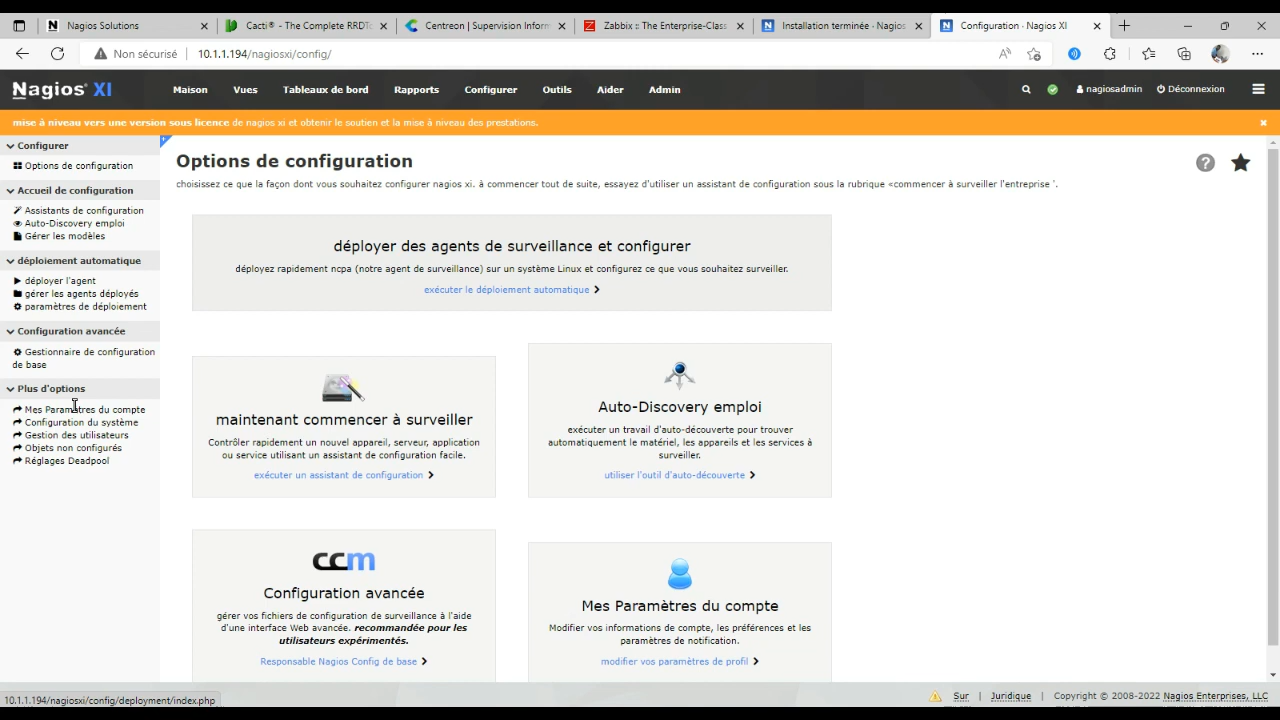 Nagios Solutions
Cacti® - The Complete RRDTo
Centreon | Supervision Inform
Zabbix :: The Enterprise-Class
Installation terminée - Nagios
Configuration · Nagios XI
Non sécurisé
10.1.1.194/nagiosxi/config/
Nagios® XI
Maison
Vues
Tableaux de bord
Rapports
Configurer
Outils
Aider
Admin
nagiosadmin
Déconnexion
mise à niveau vers une version sous licence de nagios xi et obtenir le soutien et la mise à niveau des prestations.
Configurer
Options de configuration
Accueil de configuration
Assistants de configuration
Auto-Discovery emploi
Gérer les modèles
déploiement automatique
déployer l'agent
gérer les agents déployés
paramètres de déploiement
Configuration avancée
Gestionnaire de configuration
de base
Plus d'options
Mes Paramètres du compte
Configuration du système
Gestion des utilisateurs
Objets non configurés
Réglages Deadpool
Options de configuration
choisissez ce que la façon dont vous souhaitez configurer nagios xi. à commencer tout de suite, essayez d'utiliser un assistant de configuration sous la rubrique «commencer à surveiller l'entreprise '.
déployer des agents de surveillance et configurer
déployez rapidement ncpa (notre agent de surveillance) sur un système Linux et configurez ce que vous souhaitez surveiller.
exécuter le déploiement automatique
maintenant commencer à surveiller
Contrôler rapidement un nouvel appareil, serveur, application
ou service utilisant un assistant de configuration facile.
exécuter un assistant de configuration
Auto-Discovery emploi
exécuter un travail d'auto-découverte pour trouver
automatiquement le matériel, les appareils et les services à
surveiller.
utiliser l'outil d'auto-découverte
ccm
Configuration avancée
gérer vos fichiers de configuration de surveillance à l'aide
d'une interface Web avancée. recommandée pour les
utilisateurs expérimentés.
Responsable Nagios Config de base
Mes Paramètres du compte
Modifier vos informations de compte, les préférences et les
paramètres de notification.
modifier vos paramètres de profil
10.1.1.194/nagiosxi/config/deployment/index.php
Sur | Juridique | Copyright © 2008-2022 Nagios Enterprises, LLC